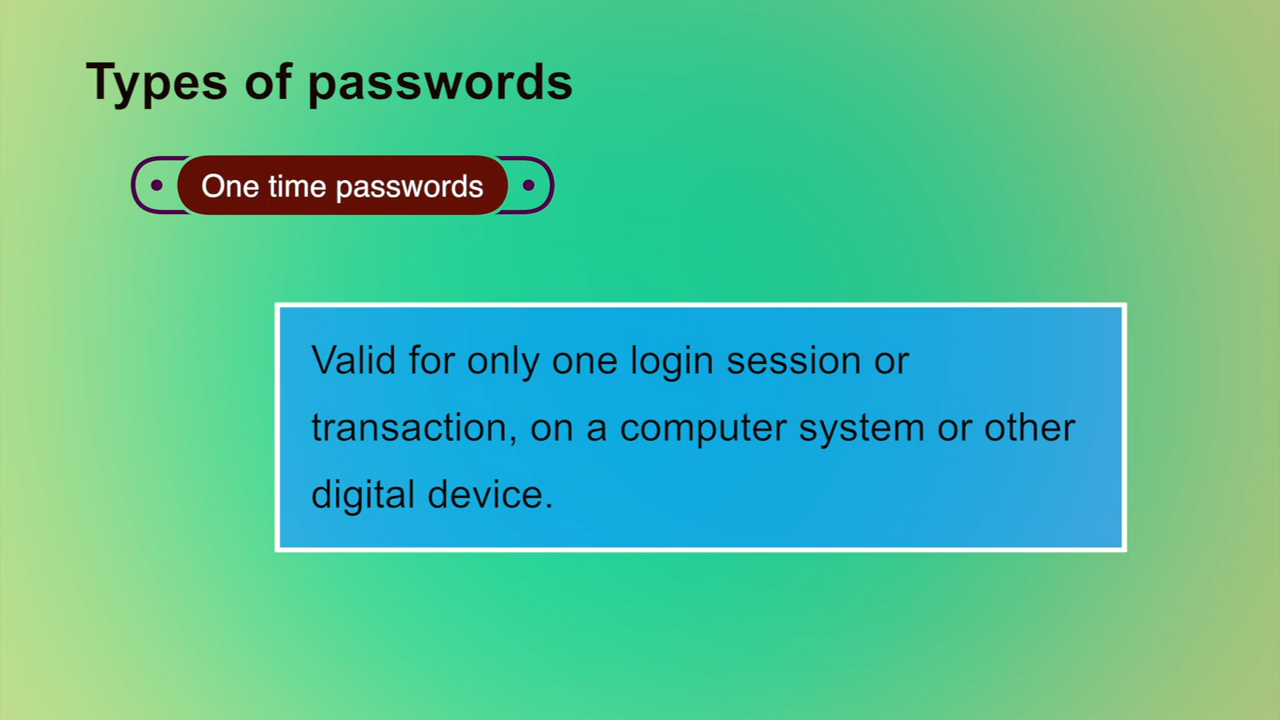 Types of passwords
One time passwords
Valid for only one login session or
transaction, on a computer system or other
digital device.